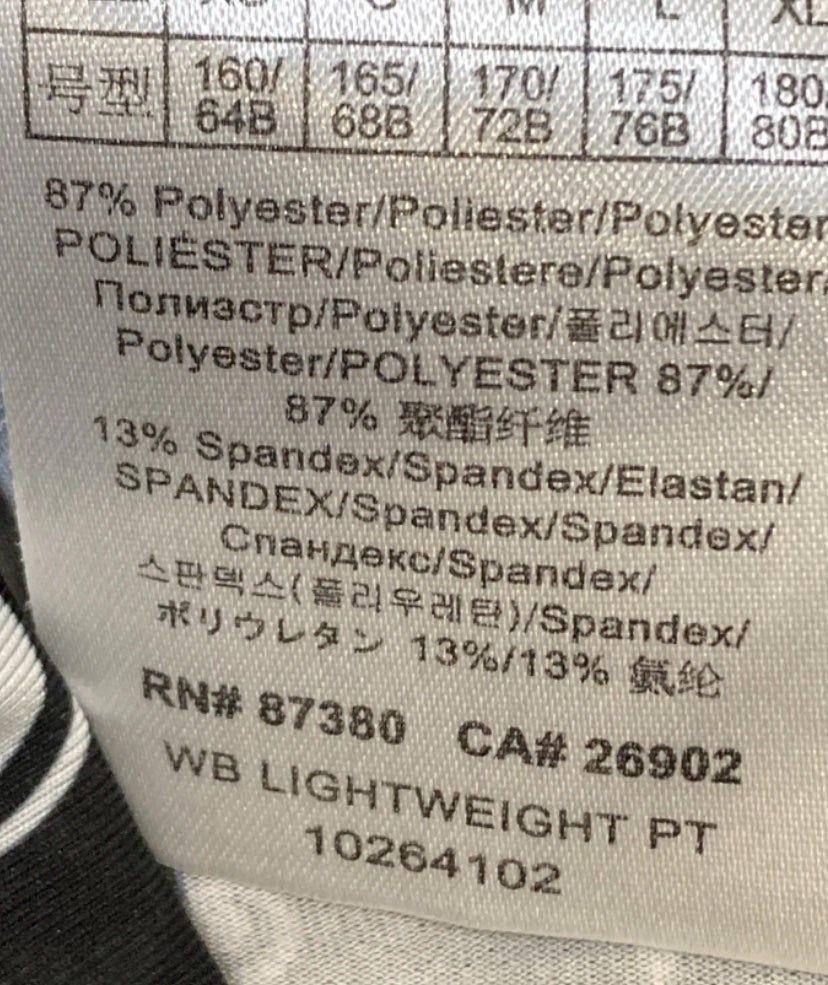 M L XL
号型 160/64B 165/68B 170/72B 175/76B 180/80B
87% Polyester/Poliester/Polyester
POLIÉSTER/Poliestere/Polyester/
Полиэстр/Polyester/폴리에스터/
Polyester/POLYESTER 87%/
87% 聚酯纤维
13% Spandex/Spandex/Elastan/
SPANDEX/Spandex/Spandex/
Спандекс/Spandex/
스판덱스(폴리우레탄)/Spandex/
ポリウレタン 13%/13% 氨纶
RN# 87380 CA# 26902
WB LIGHTWEIGHT PT
10264102